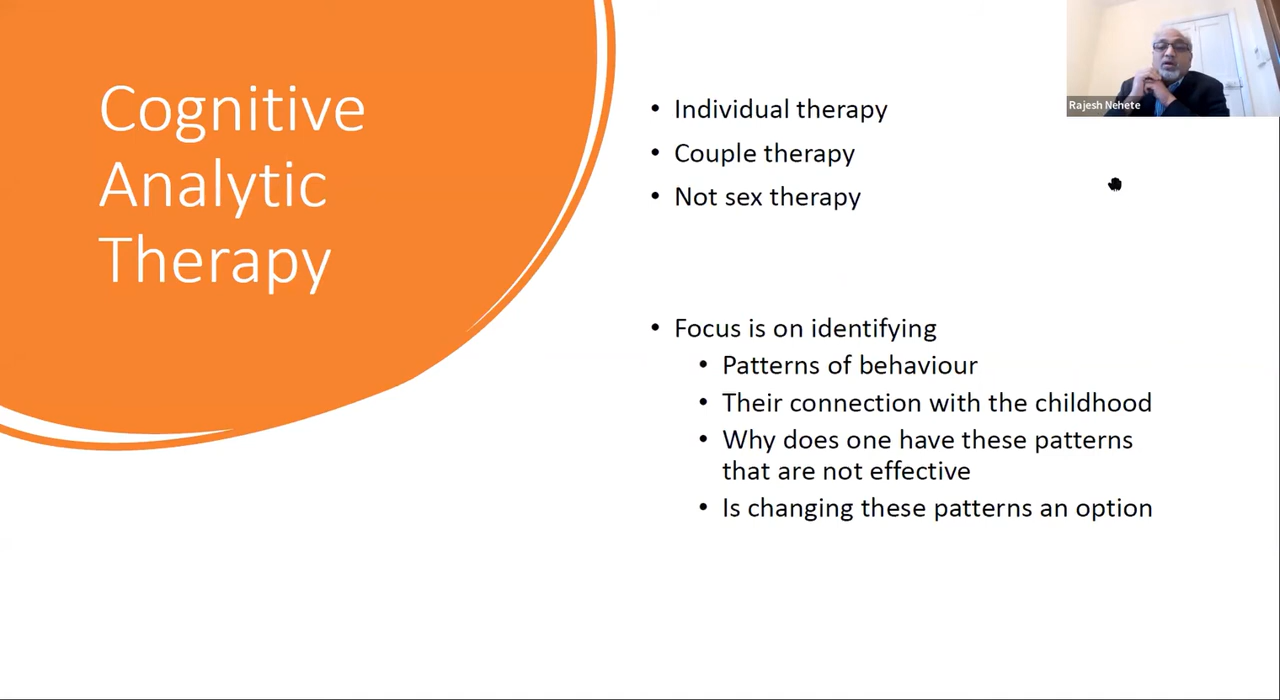 Cognitive
Analytic
Therapy
• Individual therapy
• Couple therapy
• Not sex therapy
• Focus is on identifying
• Patterns of behaviour
• Their connection with the childhood
• Why does one have these patterns
that are not effective
• Is changing these patterns an option
Rajesh Nehete